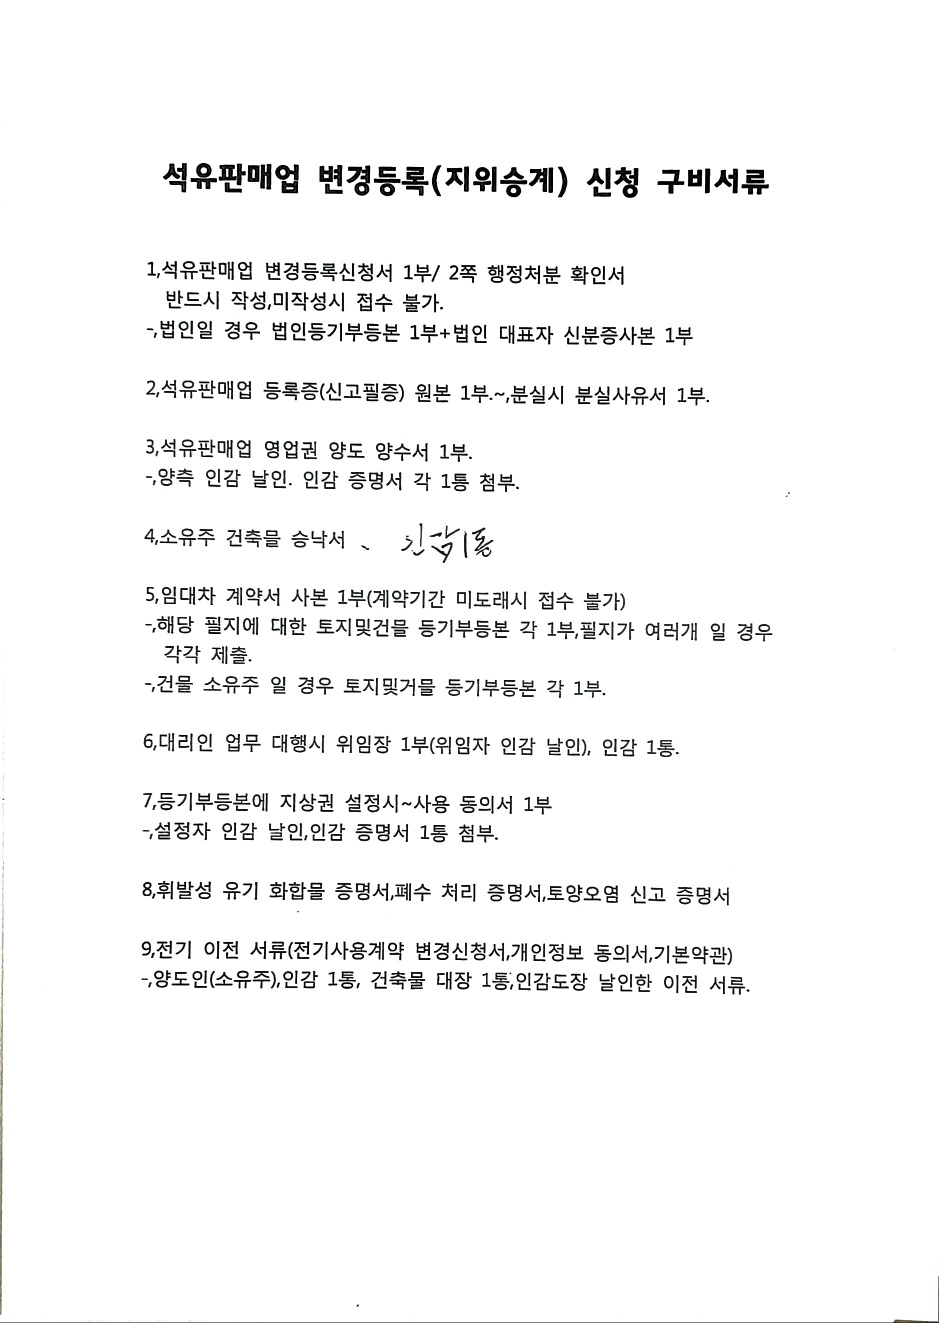 석유판매업 변경등록(지위승계) 신청 구비서류
1,석유판매업 변경등록신청서 1부/ 2쪽 행정처분 확인서
반드시 작성,미작성시 접수 불가.
-,법인일 경우 법인등기부등본 1부+법인 대표자 신분증사본 1부
2,석유판매업 등록증(신고필증) 원본 1부.~,분실시 분실사유서 1부.
3,석유판매업 영업권 양도 양수서 1부.
-,양측 인감 날인. 인감 증명서 각 1통 첨부.
4,소유주 건축물 승낙서 、 인감1통
5,임대차 계약서 사본 1부(계약기간 미도래시 접수 불가)
-,해당 필지에 대한 토지및건물 등기부등본 각 1부,필지가 여러개 일 경우
각각 제출.
-,건물 소유주 일 경우 토지및거물 등기부등본 각 1부.
6,대리인 업무 대행시 위임장 1부(위임자 인감 날인), 인감 1통.
7,등기부등본에 지상권 설정시~사용 동의서 1부
-,설정자 인감 날인,인감 증명서 1통 첨부.
8,휘발성 유기 화합물 증명서,폐수 처리 증명서,토양오염 신고 증명서
9,전기 이전 서류(전기사용계약 변경신청서,개인정보 동의서,기본약관)
-,양도인(소유주),인감 1통, 건축물 대장 1통,인감도장 날인한 이전 서류.